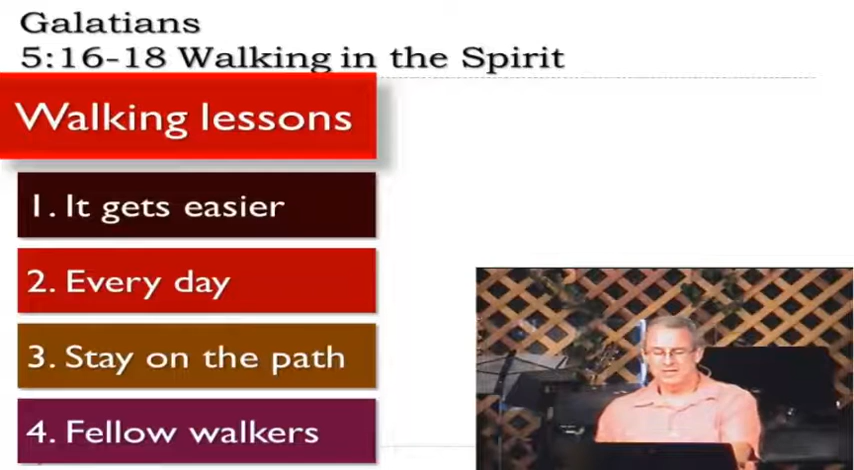 Galatians
5:16-18 Walking in the Spirit
Walking lessons
1. It gets easier
2. Every day
3. Stay on the path
4. Fellow walkers